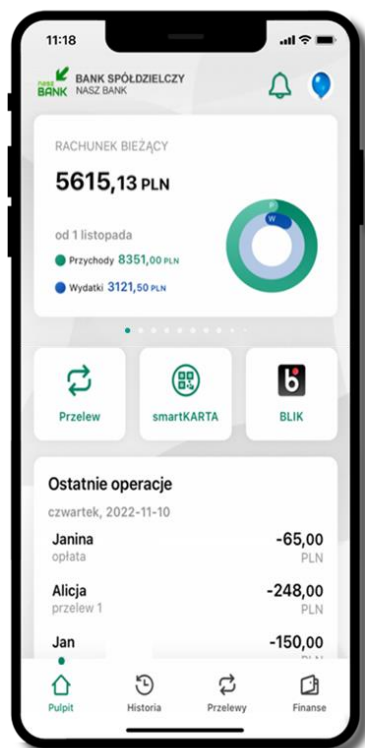 11:18
nasz BANK
BANK SPÓŁDZIELCZY
NASZ BANK
RACHUNEK BIEŻĄCY
5615,13 PLN
od 1 listopada
Przychody 8351,00 PLN
Wydatki 3121,50 PLN
P
W
Przelew
smartKARTA
BLIK
Ostatnie operacje
czwartek, 2022-11-10
Janina -65,00
opłata PLN
Alicja -248,00
przelew 1 PLN
Jan -150,00
Pulpit Historia Przelewy Finanse